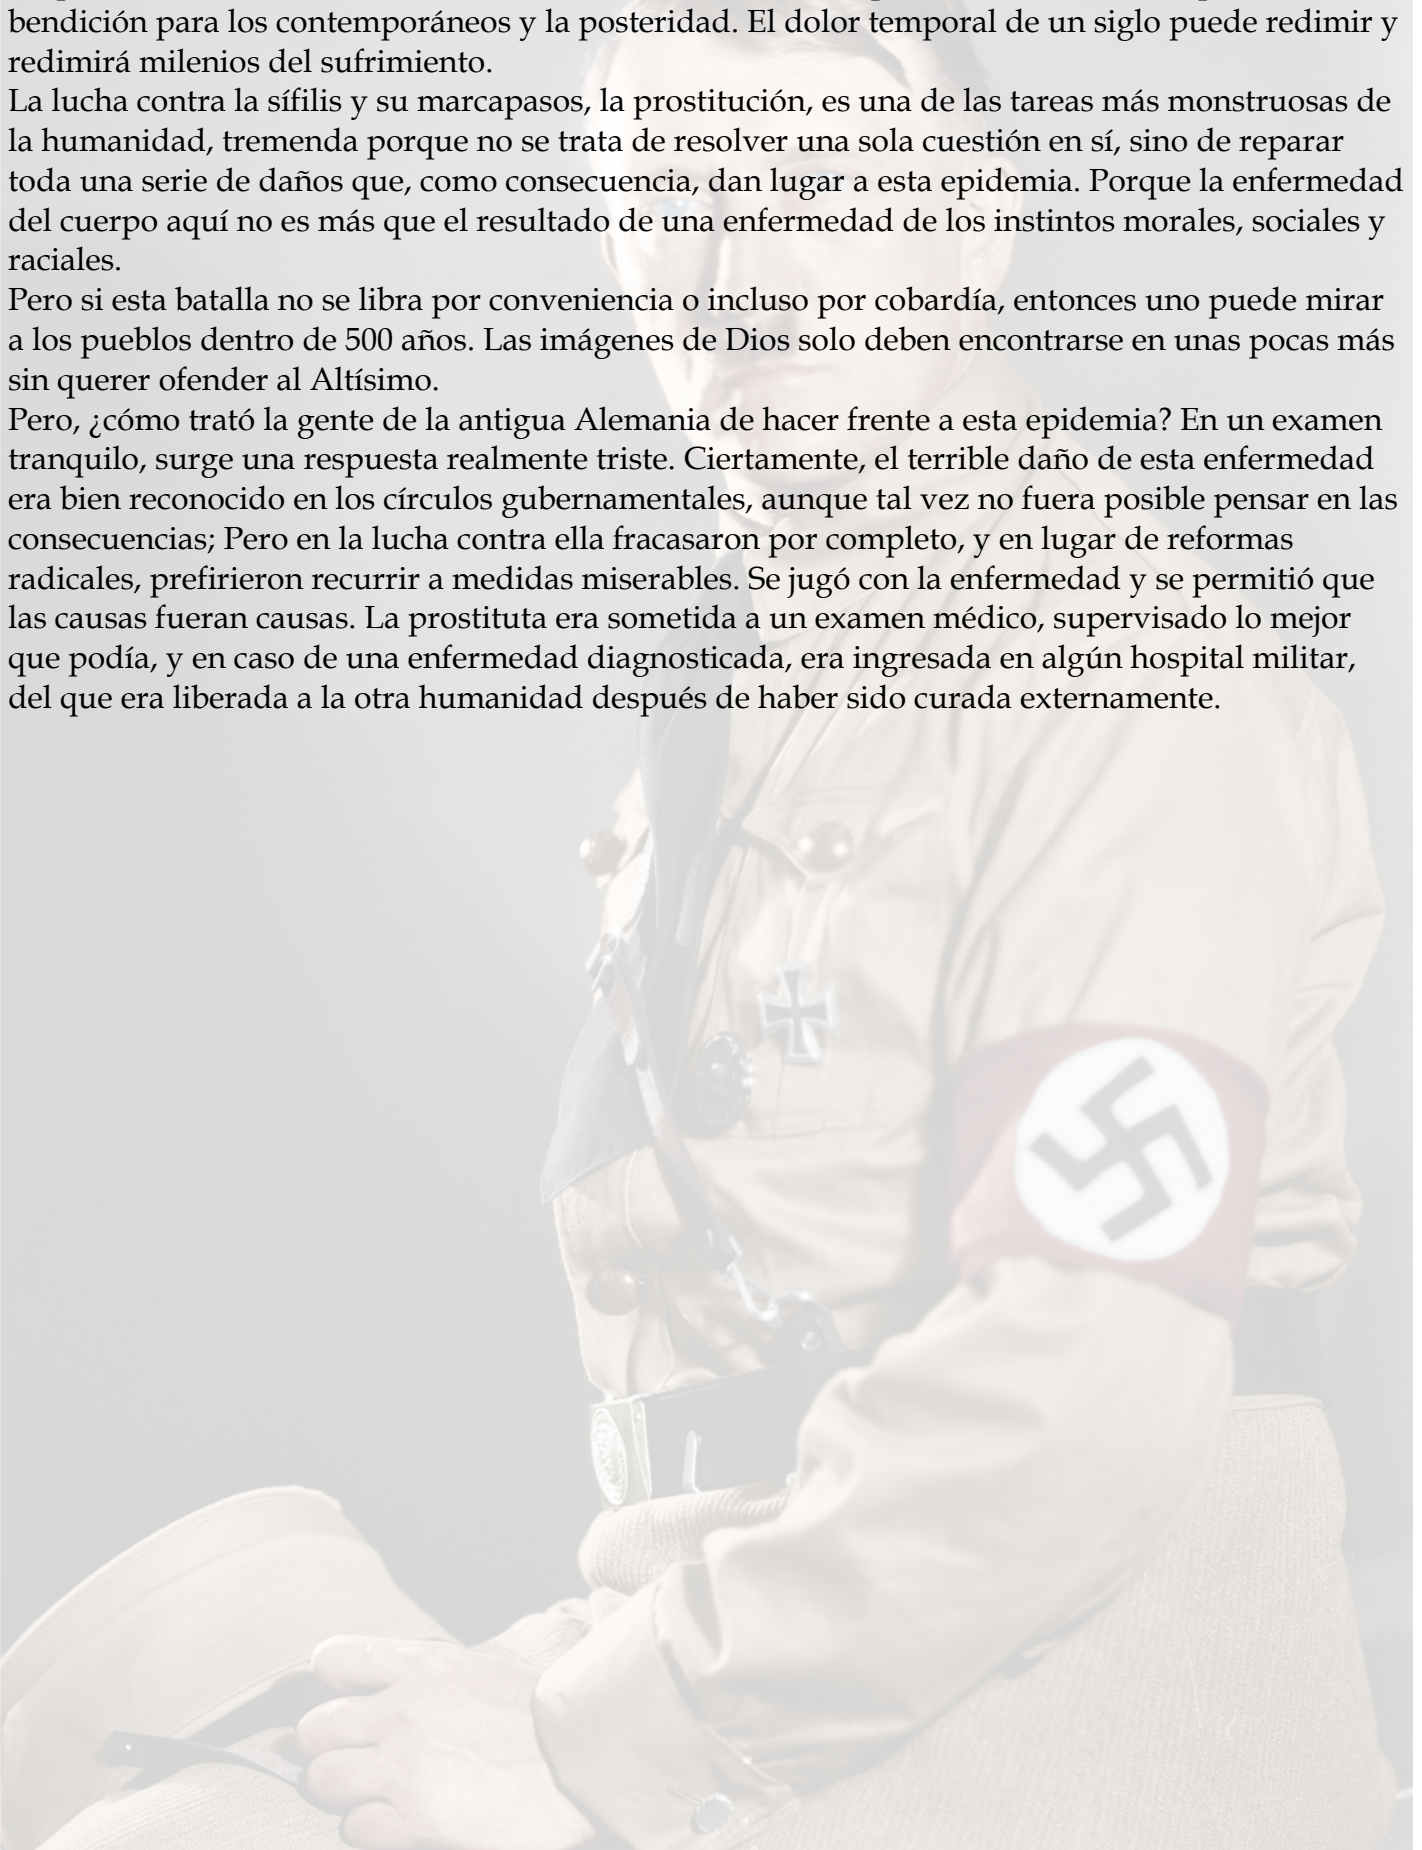 bendición para los contemporáneos y la posteridad. El dolor temporal de un siglo puede redimir y
redimirá milenios del sufrimiento.
La lucha contra la sífilis y su marcapasos, la prostitución, es una de las tareas más monstruosas de
la humanidad, tremenda porque no se trata de resolver una sola cuestión en sí, sino de reparar
toda una serie de daños que, como consecuencia, dan lugar a esta epidemia. Porque la enfermedad
del cuerpo aquí no es más que el resultado de una enfermedad de los instintos morales, sociales y
raciales.
Pero si esta batalla no se libra por conveniencia o incluso por cobardía, entonces uno puede mirar
a los pueblos dentro de 500 años. Las imágenes de Dios solo deben encontrarse en unas pocas más
sin querer ofender al Altísimo.
Pero, ¿cómo trató la gente de la antigua Alemania de hacer frente a esta epidemia? En un examen
tranquilo, surge una respuesta realmente triste. Ciertamente, el terrible daño de esta enfermedad
era bien reconocido en los círculos gubernamentales, aunque tal vez no fuera posible pensar en las
consecuencias; Pero en la lucha contra ella fracasaron por completo, y en lugar de reformas
radicales, prefirieron recurrir a medidas miserables. Se jugó con la enfermedad y se permitió que
las causas fueran causas. La prostituta era sometida a un examen médico, supervisado lo mejor
que podía, y en caso de una enfermedad diagnosticada, era ingresada en algún hospital militar,
del que era liberada a la otra humanidad después de haber sido curada externamente.